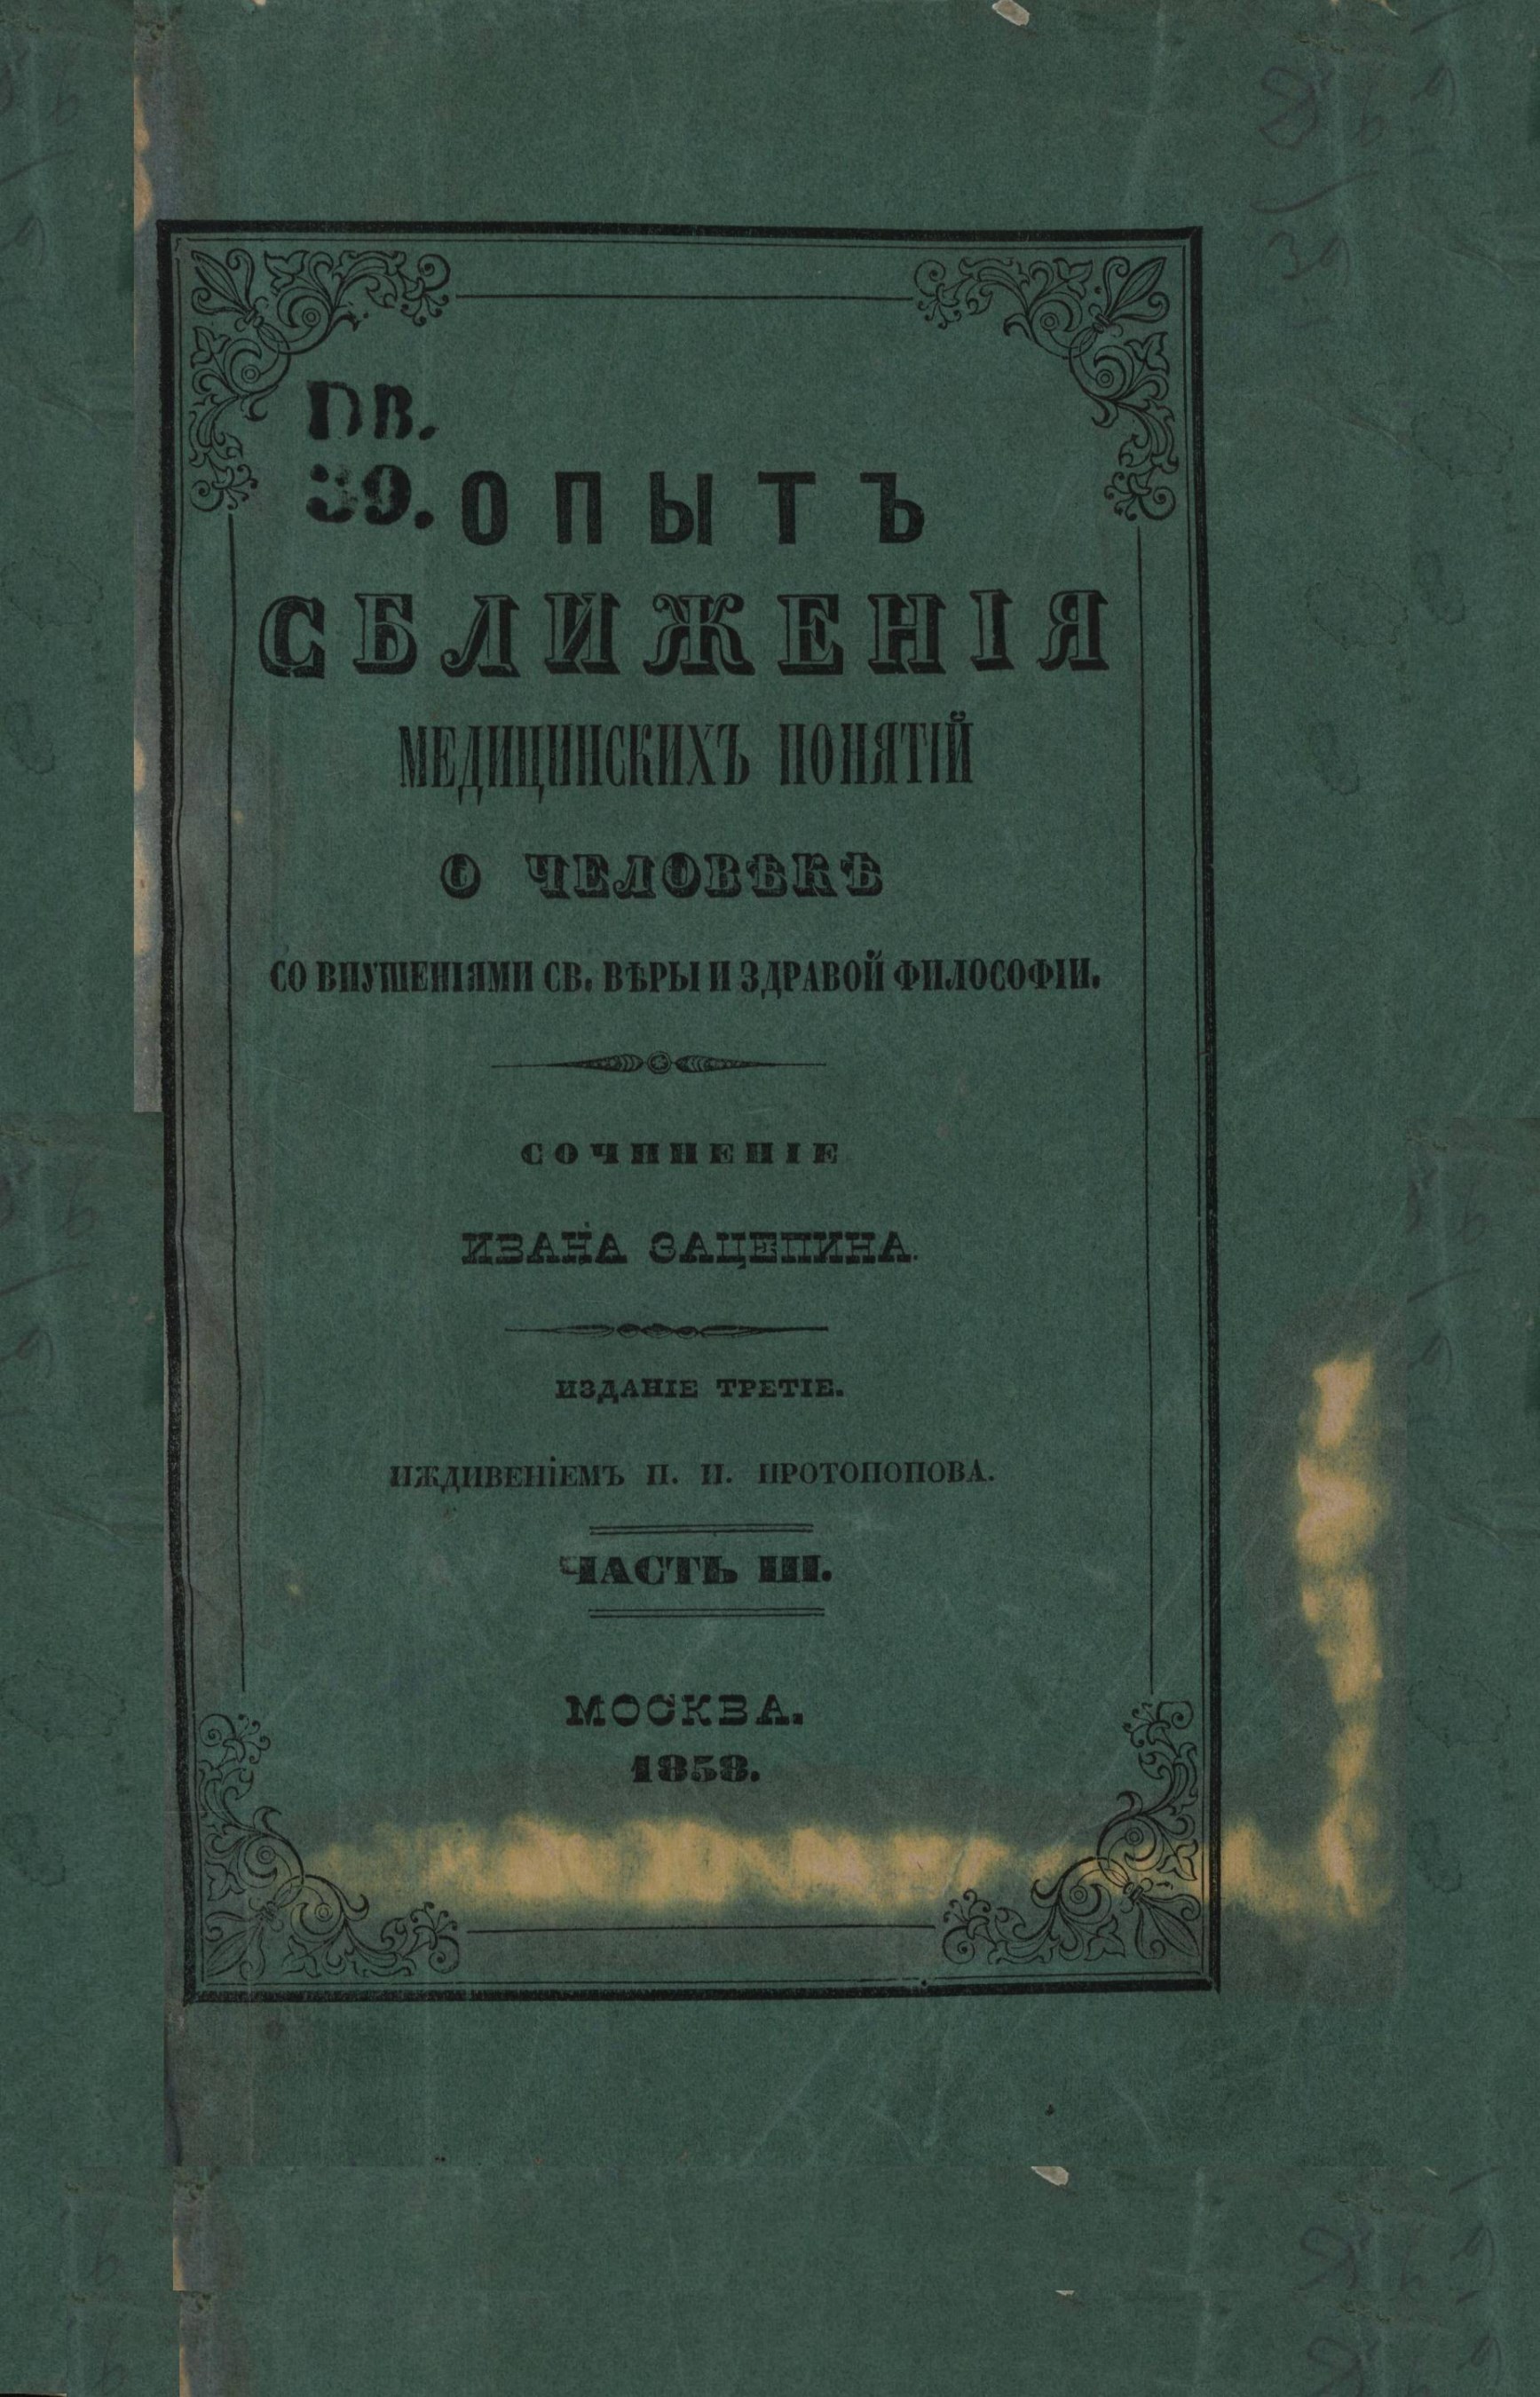 DB.
39.
ОПЫТЪ
СБЛИЖЕНІЯ
МЕДИЦИНСКИХЪ ПОНЯТІЙ
О ЧЕЛОВѢКѢ
СО ВНУШЕНІЯМИ СВ. ВѢРЫ И ЗДРАВОЙ ФИЛОСОФІИ.
СОЧИНЕНІЕ
ИВАНА ЗАЦЕПИНА.
ИЗДАНІЕ ТРЕТІЕ.
ИЖДИВЕНІЕМЪ П. И. ПРОТОПОПОВА.
ЧАСТЬ III.
МОСКВА.
1858.